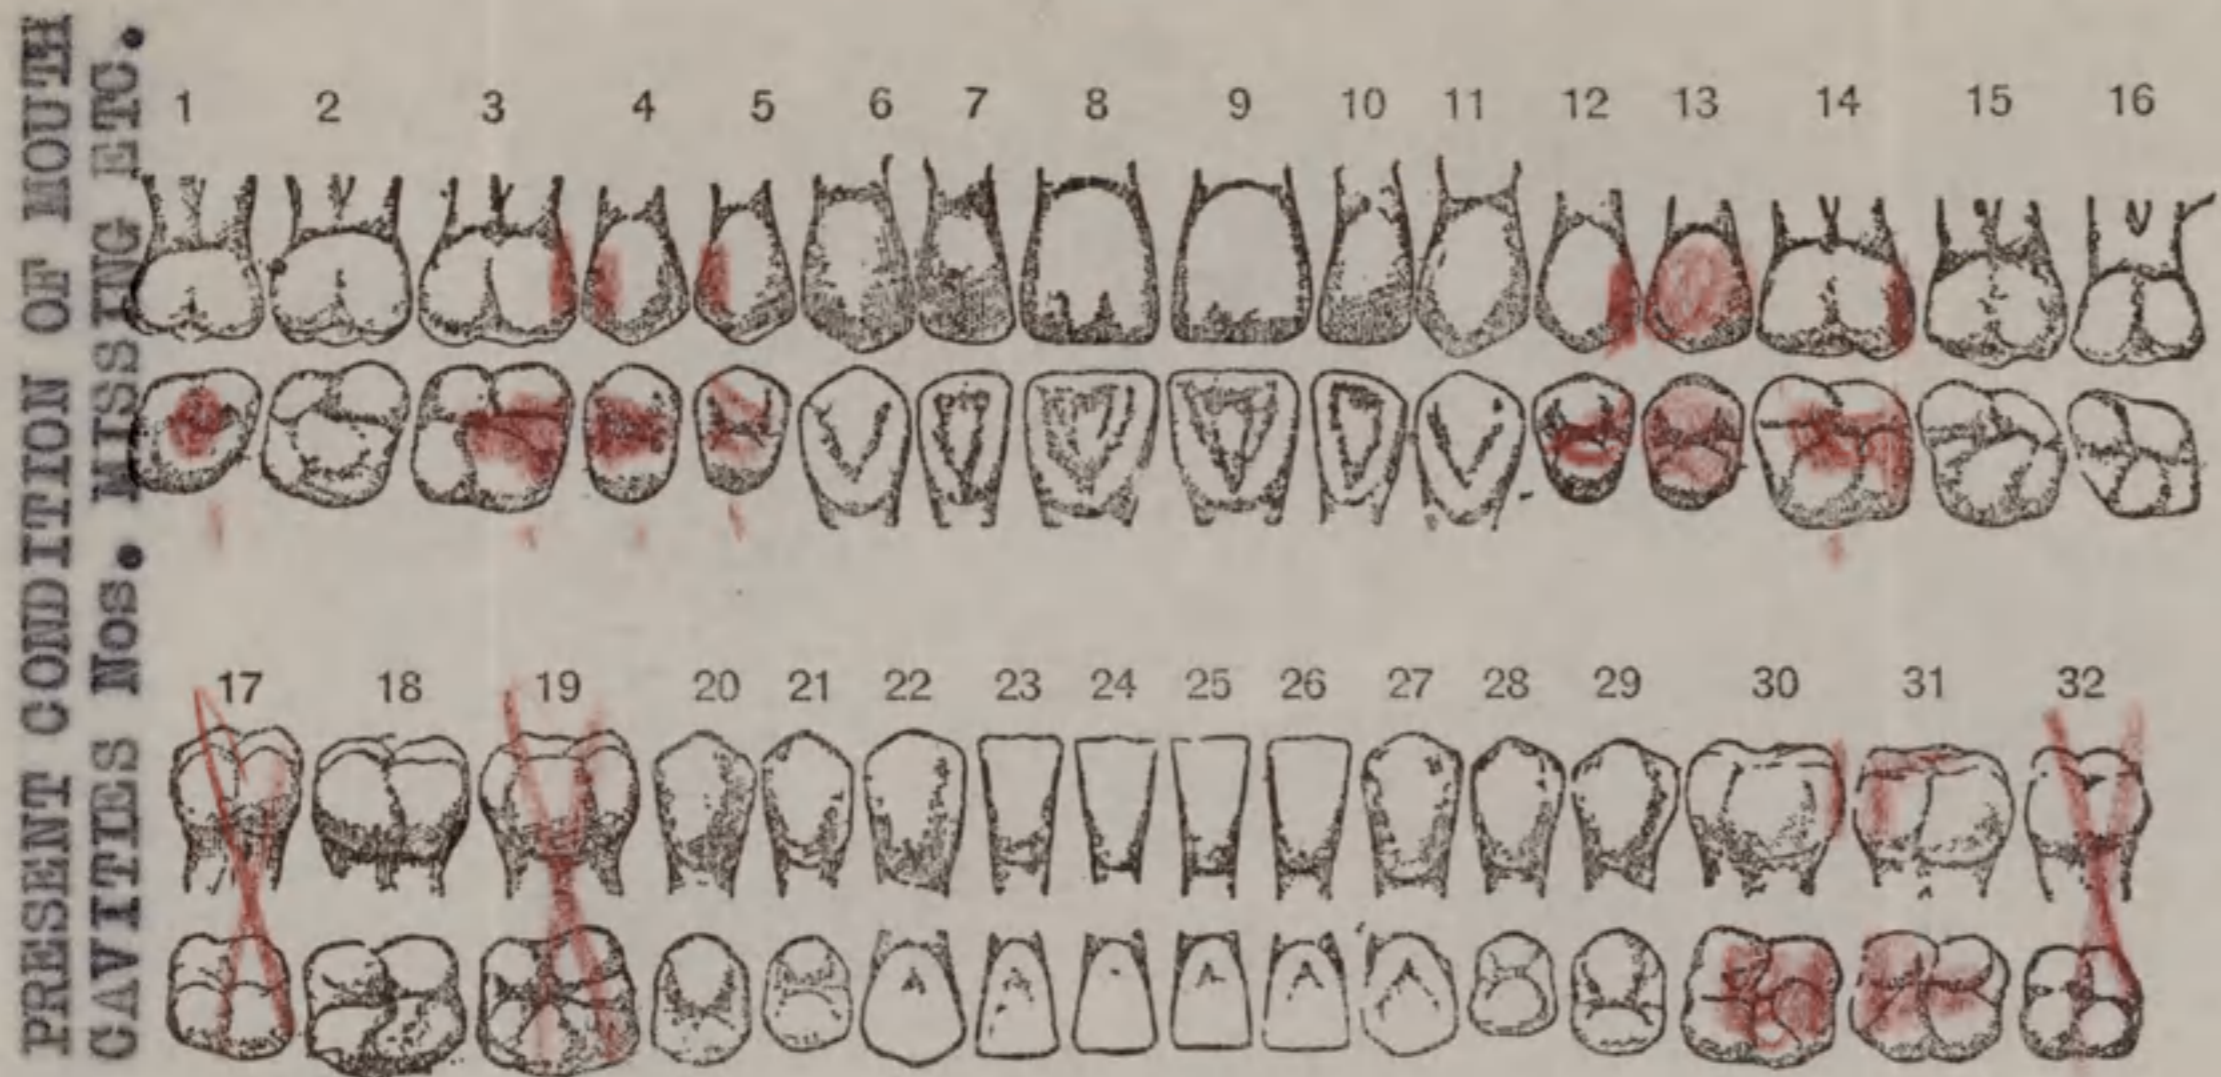 PRESENT CONDITION OF MOUTH
CAVITIES Nos. MISSING ETC.
1 2 3 4 5 6 7 8 9 10 11 12 13 14 15 16
17 18 19 20 21 22 23 24 25 26 27 28 29 30 31 32